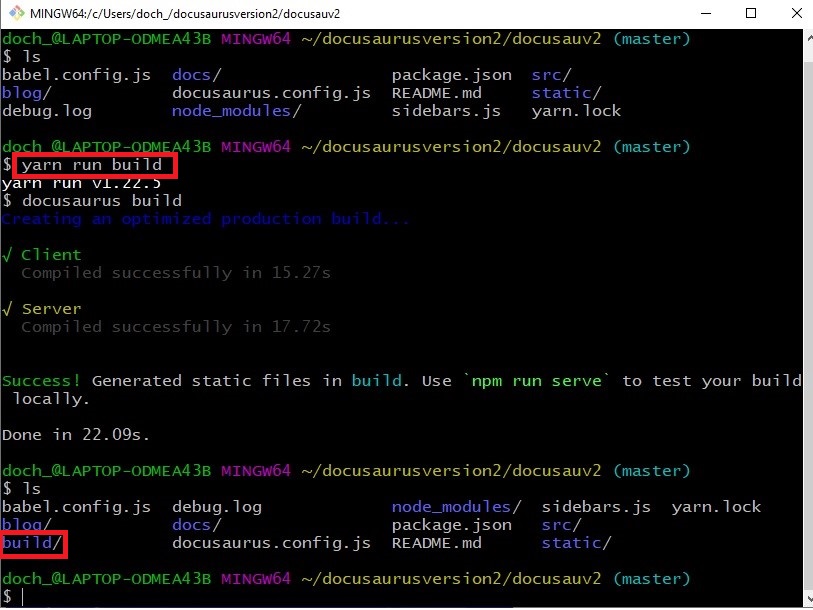 MINGW64:/c/Users/doch_/docusaurusversion2/docusauv2
doch_@LAPTOP-ODMEA43B MINGW64 ~/docusaurusversion2/docusauv2 (master)
$ ls
babel.config.js docs/ package.json src/
blog/ docusaurus.config.js README.md static/
debug.log node_modules/ sidebars.js yarn.lock
doch_@LAPTOP-ODMEA43B MINGW64 ~/docusaurusversion2/docusauv2 (master)
$ yarn run build
yarn run v1.22.5
$ docusaurus build
Creating an optimized production build...
√ Client
Compiled successfully in 15.27s
√ Server
Compiled successfully in 17.72s
Success! Generated static files in build. Use `npm run serve` to test your build
locally.
Done in 22.09s.
doch_@LAPTOP-ODMEA43B MINGW64 ~/docusaurusversion2/docusauv2 (master)
$ ls
babel.config.js debug.log node_modules/ sidebars.js yarn.lock
blog/ docs/ package.json src/
build/ docusaurus.config.js README.md static/
doch_@LAPTOP-ODMEA43B MINGW64 ~/docusaurusversion2/docusauv2 (master)
$